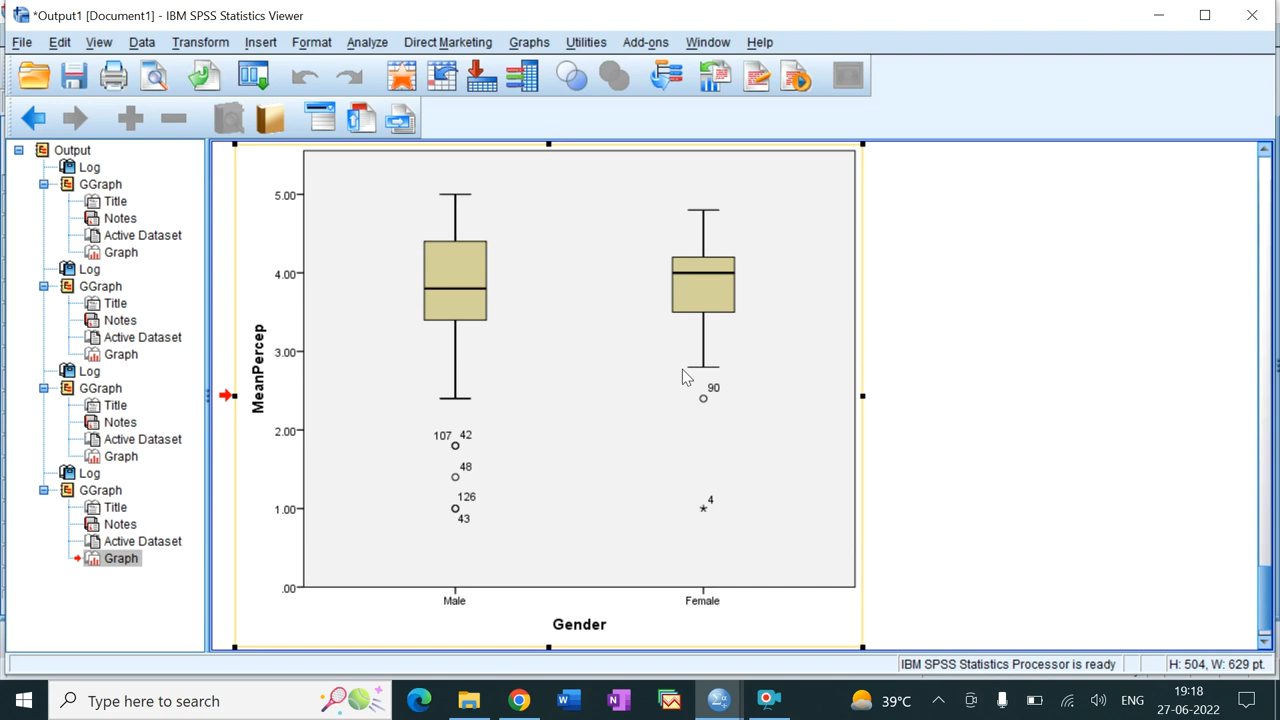 *Output1 [Document1] - IBM SPSS Statistics Viewer
File Edit View Data Transform Insert Format Analyze Direct Marketing Graphs Utilities Add-ons Window Help
Output
Log
GGraph
Title
Notes
Active Dataset
Graph
Log
GGraph
Title
Notes
Active Dataset
Graph
Log
GGraph
Title
Notes
Active Dataset
Graph
Log
GGraph
Title
Notes
Active Dataset
Graph
MeanPercep
5.00
4.00
3.00
2.00
1.00
.00
107 42
48
126
43
90
4
Male Female
Gender
IBM SPSS Statistics Processor is ready H: 504, W: 629 pt.
Type here to search
39°C ENG 19:18
27-06-2022